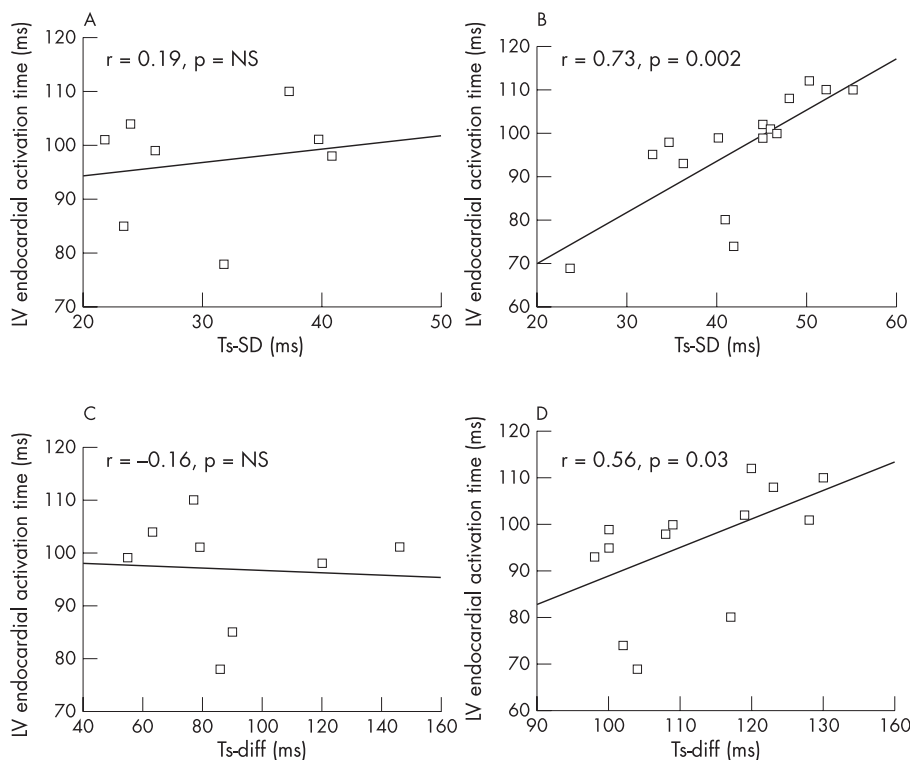 A
LV endocardial activation time (ms)
120
110
100
90
80
70
r = 0.19, p = NS
20 30 40 50
Ts-SD (ms)
B
LV endocardial activation time (ms)
120
110
100
90
80
70
60
r = 0.73, p = 0.002
20 30 40 50 60
Ts-SD (ms)
C
LV endocardial activation time (ms)
120
110
100
90
80
70
r = –0.16, p = NS
40 60 80 100 120 140 160
Ts-diff (ms)
D
LV endocardial activation time (ms)
120
110
100
90
80
70
60
r = 0.56, p = 0.03
90 100 110 120 130 160
Ts-diff (ms)